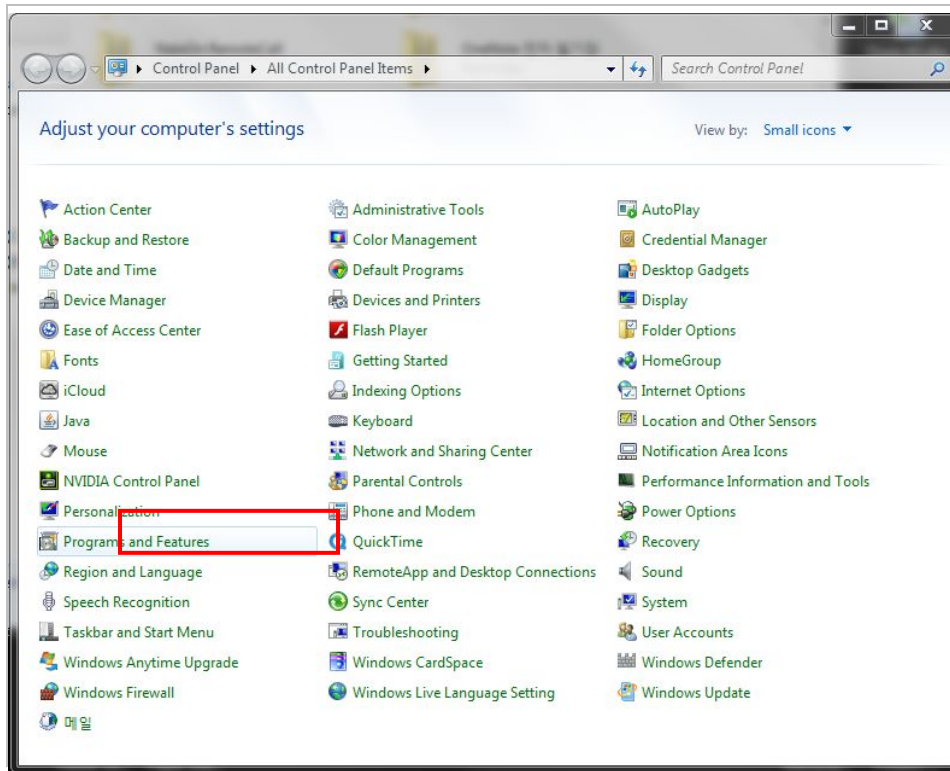 Control Panel All Control Panel Items Search Control Panel
Adjust your computer's settings View by: Small icons
Action Center Administrative Tools AutoPlay
Backup and Restore Color Management Credential Manager
Date and Time Default Programs Desktop Gadgets
Device Manager Devices and Printers Display
Ease of Access Center Flash Player Folder Options
Fonts Getting Started HomeGroup
iCloud Indexing Options Internet Options
Java Keyboard Location and Other Sensors
Mouse Network and Sharing Center Notification Area Icons
NVIDIA Control Panel Parental Controls Performance Information and Tools
Personalization Phone and Modem Power Options
Programs and Features QuickTime Recovery
Region and Language RemoteApp and Desktop Connections Sound
Speech Recognition Sync Center System
Taskbar and Start Menu Troubleshooting User Accounts
Windows Anytime Upgrade Windows CardSpace Windows Defender
Windows Firewall Windows Live Language Setting Windows Update
메일